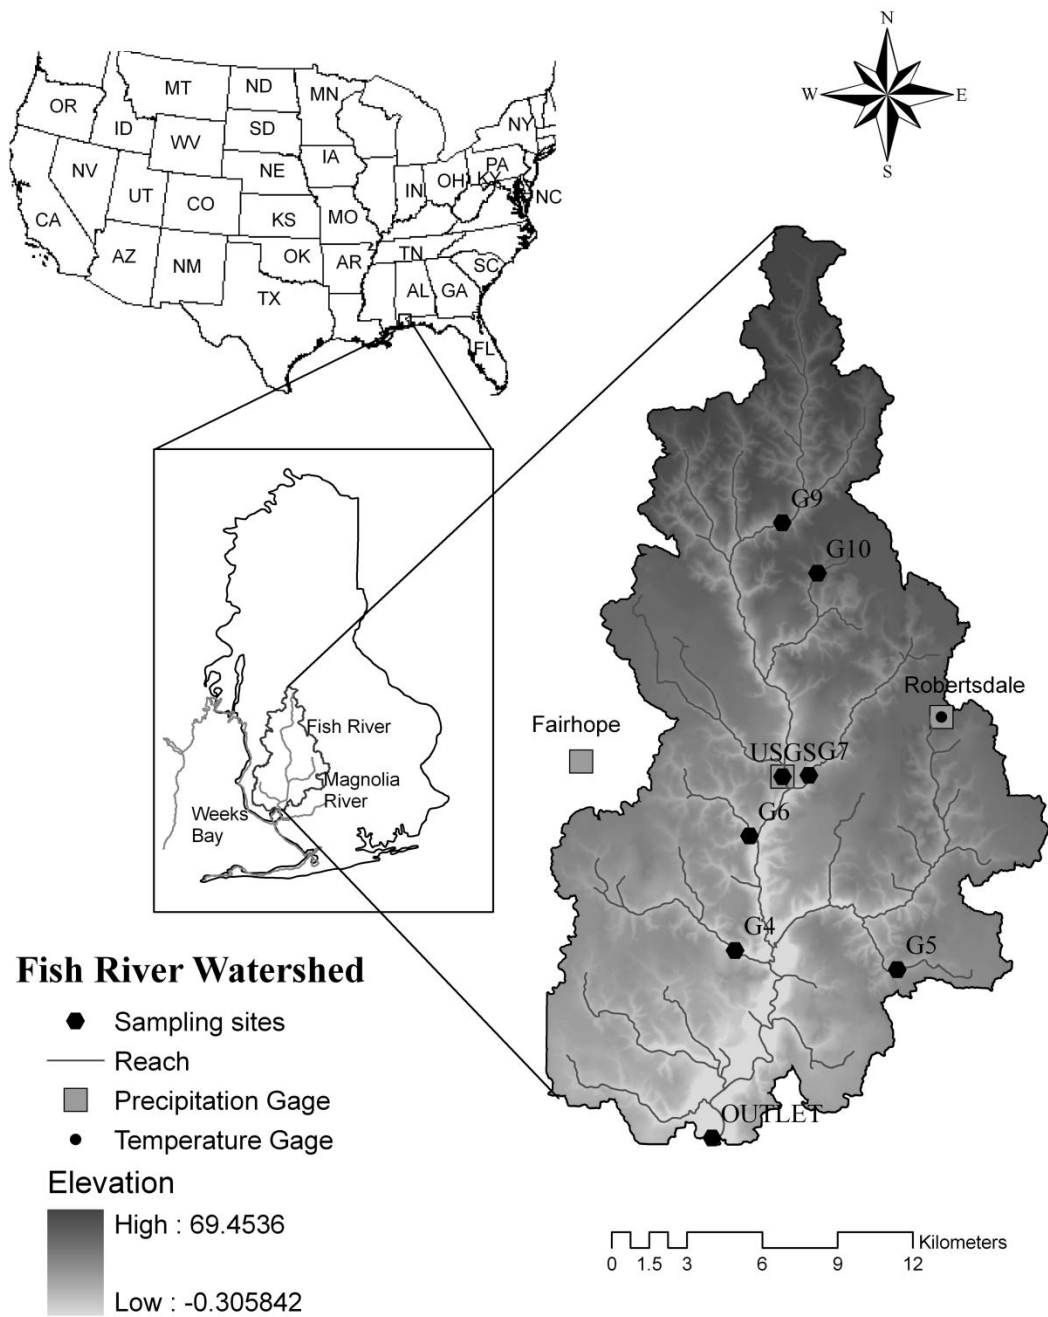 N
W E
S
MT
ND
MN
OR
ID
SD
NY
WV
IA
PA
NV
NE
IN
OH
KY
NC
UT
CO
CA
KS
MO
AZ
NM
OK
AR
TN
SC
TX
AL
GA
FL
G9
G10
Robertsdale
Fairhope
USGS
G7
G6
G4
G5
OUTLET
Fish River
Magnolia
River
Weeks
Bay
Fish River Watershed
Sampling sites
Reach
Precipitation Gage
Temperature Gage
Elevation
High : 69.4536
Low : -0.305842
Kilometers
0 1.5 3 6 9 12